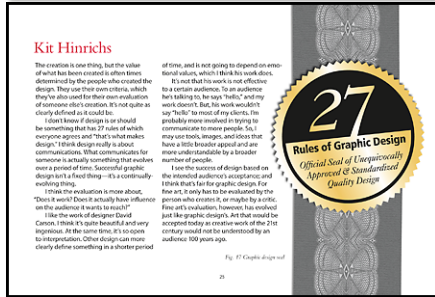 Kit Hinrichs
The creation is one thing, but the value
of what has been created is often times
determined by the people who created the
design. They use their own criteria, which
they've also used for their own evaluation
of someone else's creation. It's not quite as
clearly defined as it could be.
I don't know if design is or should
be something that has 27 rules of which
everyone agrees and "that's what makes
design." I think design really is about
communications. What communicates for
someone is actually something that evolves
over a period of time. Successful graphic
design isn't a fixed thing—it's a continually-
evolving thing.
I think the evaluation is more about,
"Does it work? Does it actually have influence
on the audience it wants to reach?"
I like the work of designer David
Carson. I think it's quite beautiful and very
ingenious. At the same time, it's so open
to interpretation. Other design can more
clearly define something in a shorter period
of time, and is not going to depend on emo-
tional values, which I think his work does.
It's not that his work is not effective
to a certain audience. To an audience
he's talking to, he says "hello," and my
work doesn't. But, his work wouldn't
say "hello" to most of my clients. I'm
probably more involved in trying to
communicate to more people. So, I
may use tools, images, and ideas that
have a little broader appeal and are
more understandable by a broader
number of people.
I see the success of design based on
the intended audience's acceptance; and
I think that's fair for graphic design. For
fine art, it only has to be evaluated by the
person who creates it, or maybe by a critic.
Fine art's evaluation, however, has evolved
just like graphic design's. Art that would be
accepted today as creative work of the 21st
century would not be understood by an
audience 100 years ago.
27
Rules of Graphic Design
Official Seal of Unequivocally
Approved & Standardized
Quality Design
Fig. 97 Graphic design seal